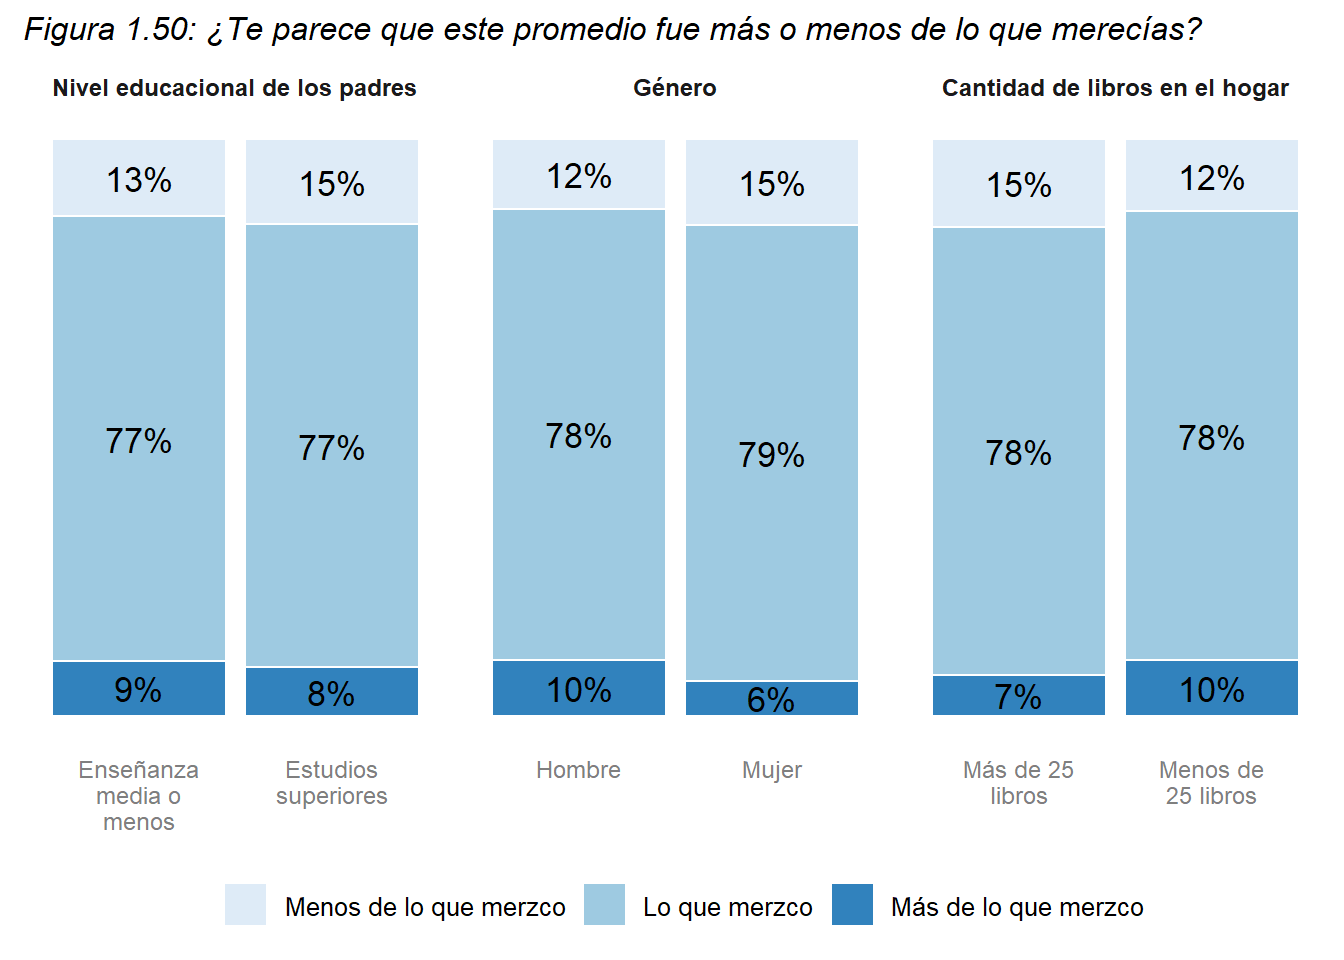 Figura 1.50: ¿Te parece que este promedio fue más o menos de lo que merecías?
Nivel educacional de los padres
13%
15%
77%
77%
9%
8%
Enseñanza
media o
menos
Estudios
superiores
Género
12%
15%
78%
79%
10%
6%
Hombre
Mujer
Cantidad de libros en el hogar
15%
12%
78%
78%
7%
10%
Más de 25
libros
Menos de
25 libros
Menos de lo que merzco
Lo que merzco
Más de lo que merzco